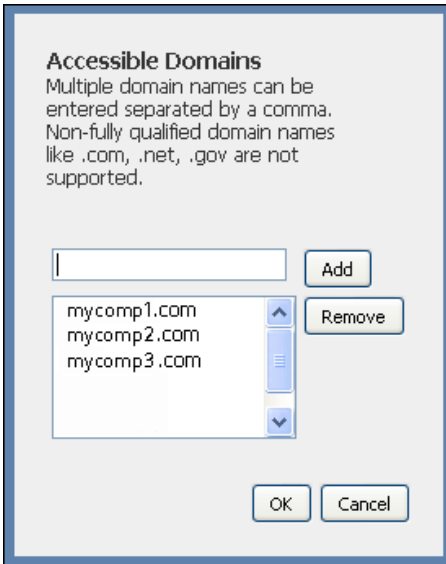 Accessible Domains
Multiple domain names can be
entered separated by a comma.
Non-fully qualified domain names
like .com, .net, .gov are not
supported.
Add
mycomp1.com
Remove
mycomp2.com
mycomp3.com
OK
Cancel